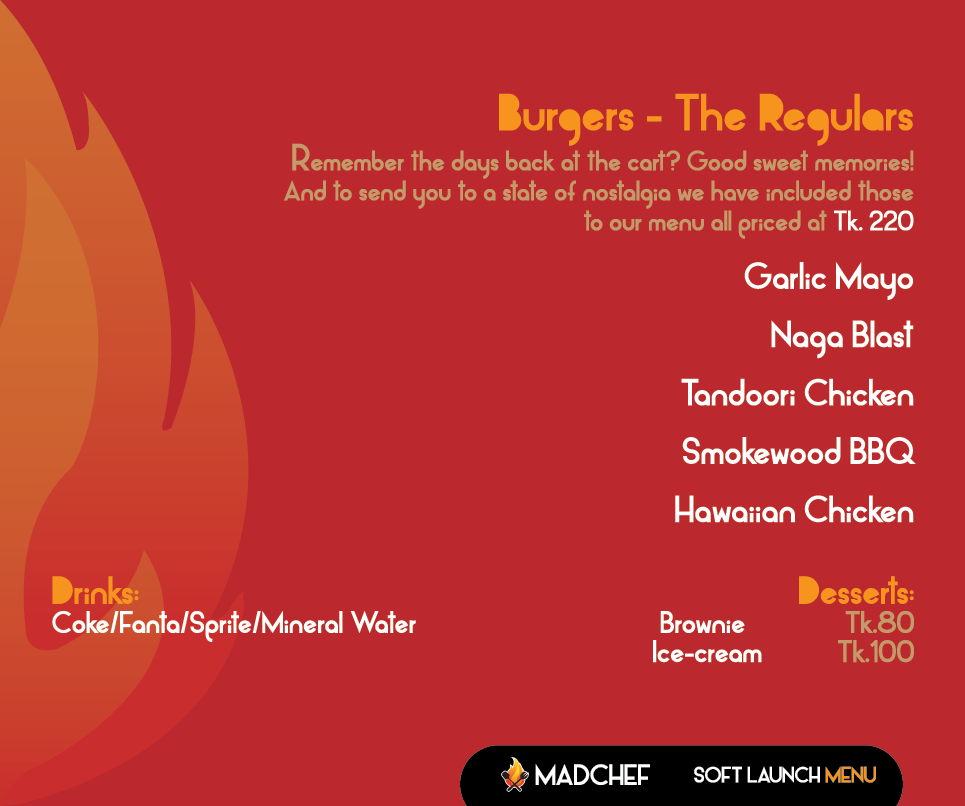 Burgers - The Regulars
Remember the days back at the cart? Good sweet memories!
And to send you to a state of nostalgia we have included those
to our menu all priced at Tk. 220
Garlic Mayo
Naga Blast
Tandoori Chicken
Smokewood BBQ
Hawaiian Chicken
Drinks:
Coke/Fanta/Sprite/Mineral Water
Desserts:
Brownie Tk.80
Ice-cream Tk.100
MADCHEF SOFT LAUNCH MENU